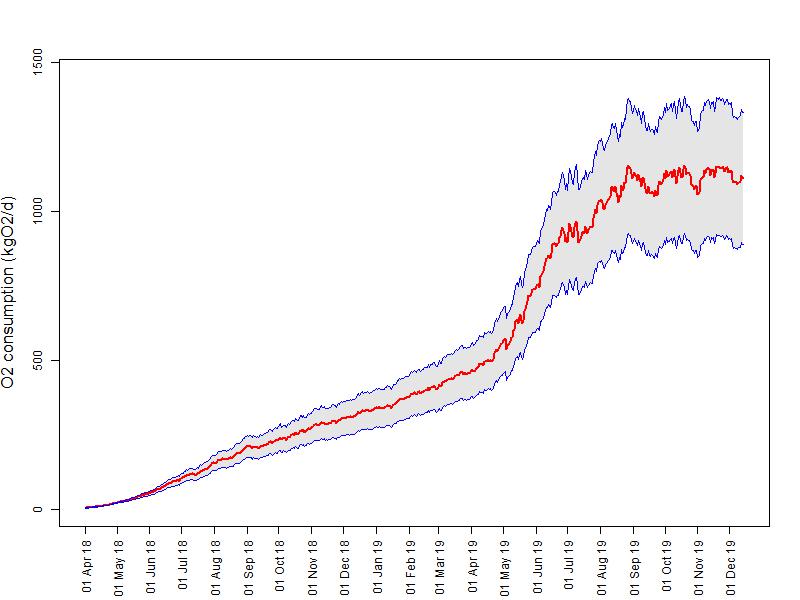 O2 consumption (kgO2/d)
1500
1000
500
0
01 Apr 18
01 May 18
01 Jun 18
01 Jul 18
01 Aug 18
01 Sep 18
01 Oct 18
01 Nov 18
01 Dec 18
01 Jan 19
01 Feb 19
01 Mar 19
01 Apr 19
01 May 19
01 Jun 19
01 Jul 19
01 Aug 19
01 Sep 19
01 Oct 19
01 Nov 19
01 Dec 19